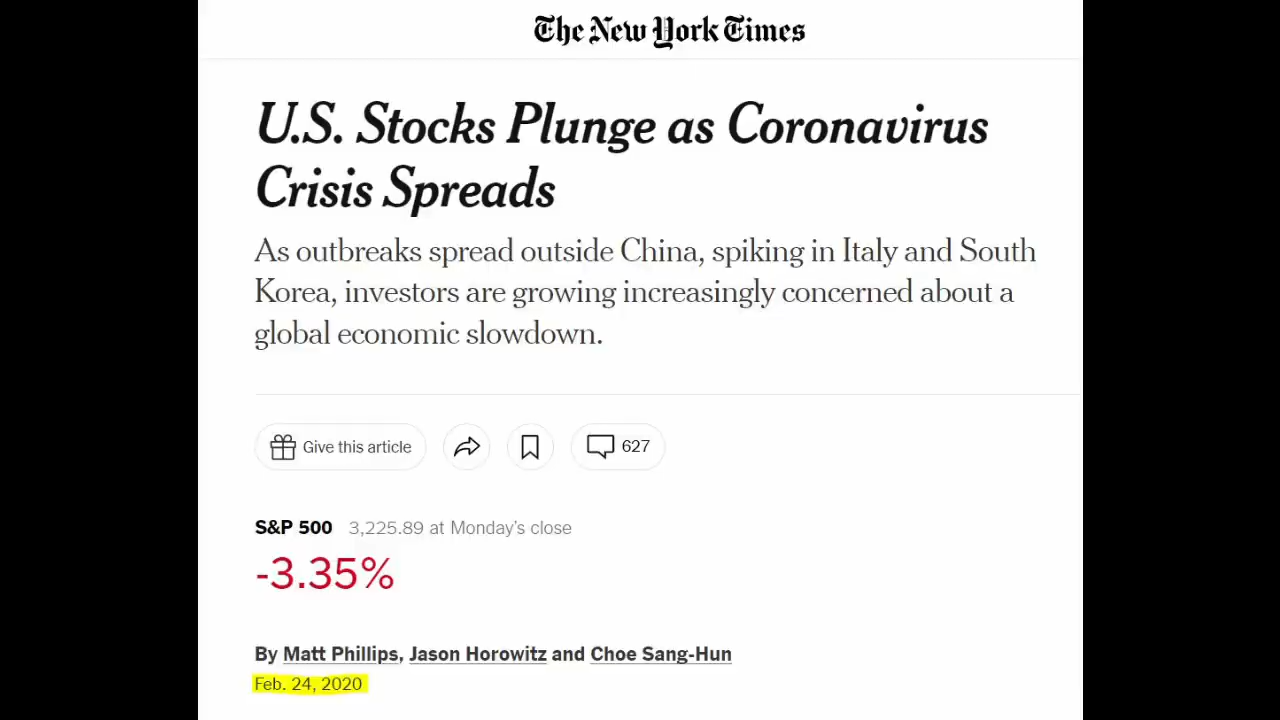 The New York Times
U.S. Stocks Plunge as Coronavirus
Crisis Spreads
As outbreaks spread outside China, spiking in Italy and South
Korea, investors are growing increasingly concerned about a
global economic slowdown.
Give this article 627
S&P 500 3,225.89 at Monday's close
-3.35%
By Matt Phillips, Jason Horowitz and Choe Sang-Hun
Feb. 24, 2020